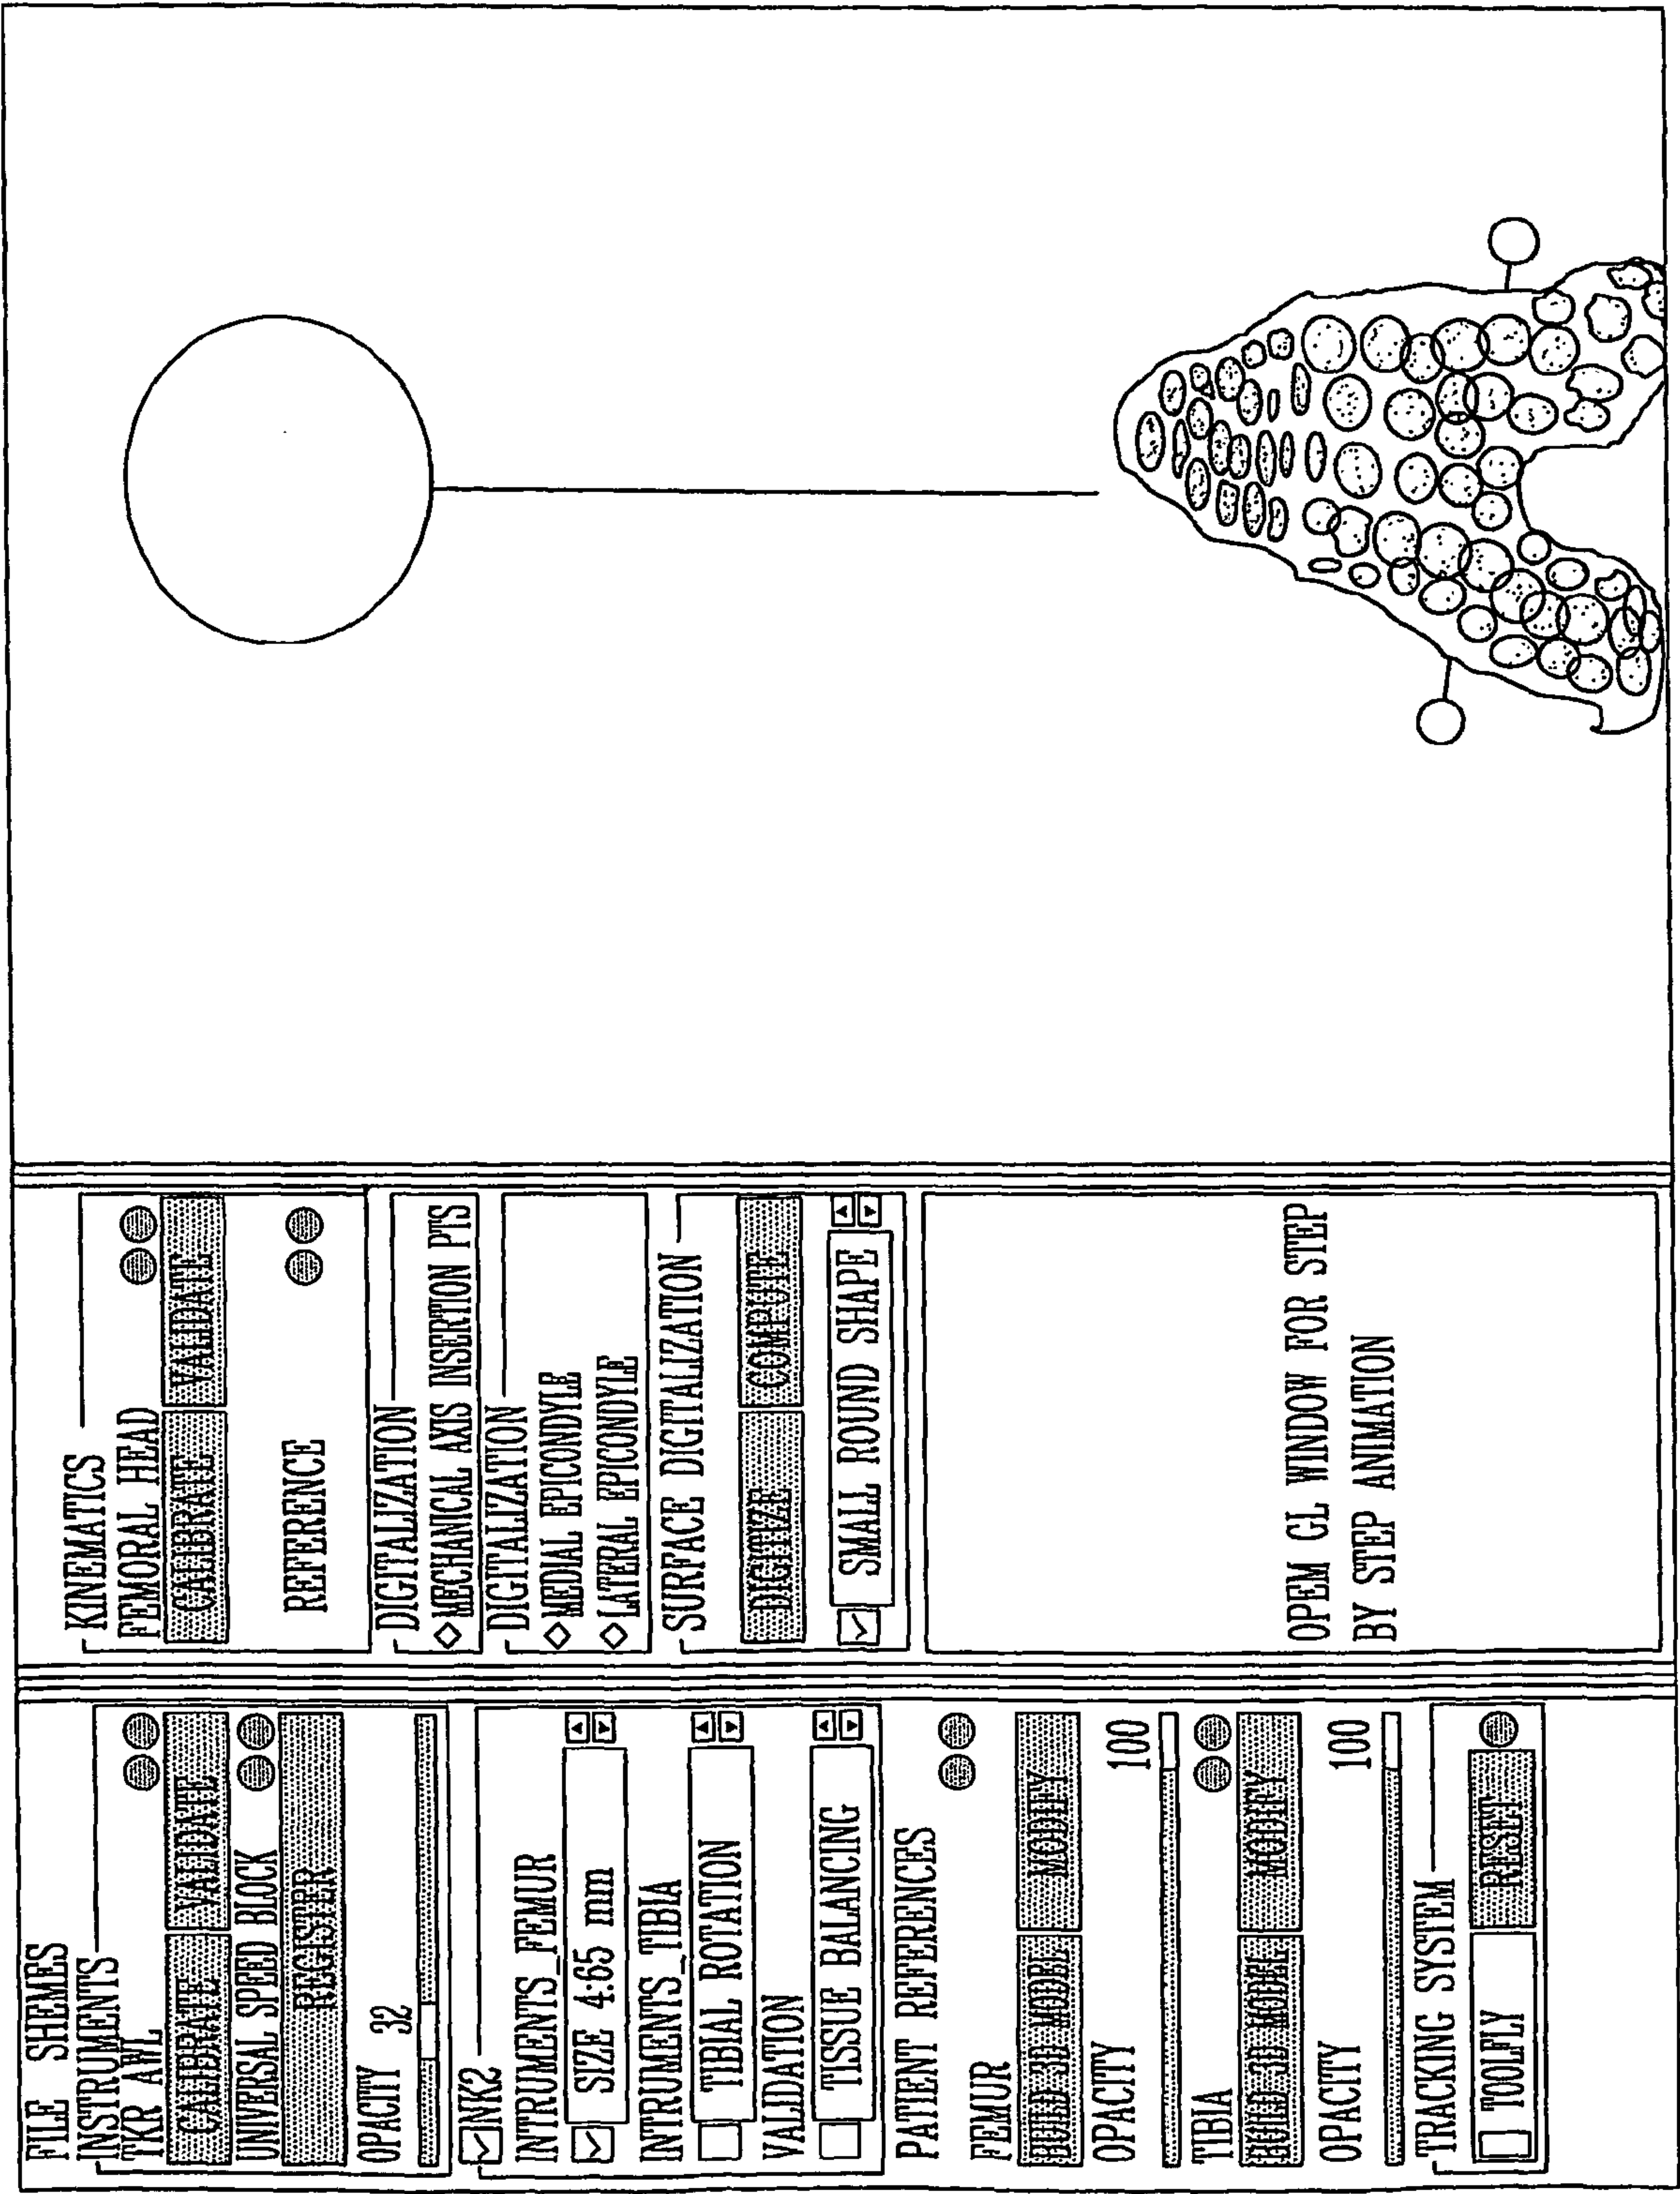 FILE SHEMES
INSTRUMENTS
TKR AWL
CALIBRATE VALIDATE
UNIVERSAL SPEED BLOCK
REGISTER
OPACITY 32
INK2
INTRUMENTS_FEMUR
SIZE 4:65 mm
INTRUMENTS_TIBIA
TIBIAL ROTATION
VALIDATION
TISSUE BALANCING
PATIENT REFERENCES
FEMUR
BUILD 3D MODEL MODIFY
OPACITY 100
TIBIA
BUILD 3D MODEL MODIFY
OPACITY 100
TRACKING SYSTEM
TOOLFLY RESET
KINEMATICS
FEMORAL HEAD
CALIBRATE VALIDATE
REFERENCE
DIGITALIZATION
MECHANICAL AXIS INSERTION PTS
DIGITALIZATION
MEDIAL EPICONDYLE
LATERAL EPICONDYLE
SURFACE DIGITALIZATION
DIGITIZE COMPUTE
SMALL ROUND SHAPE
OPEM GL WINDOW FOR STEP
BY STEP ANIMATION